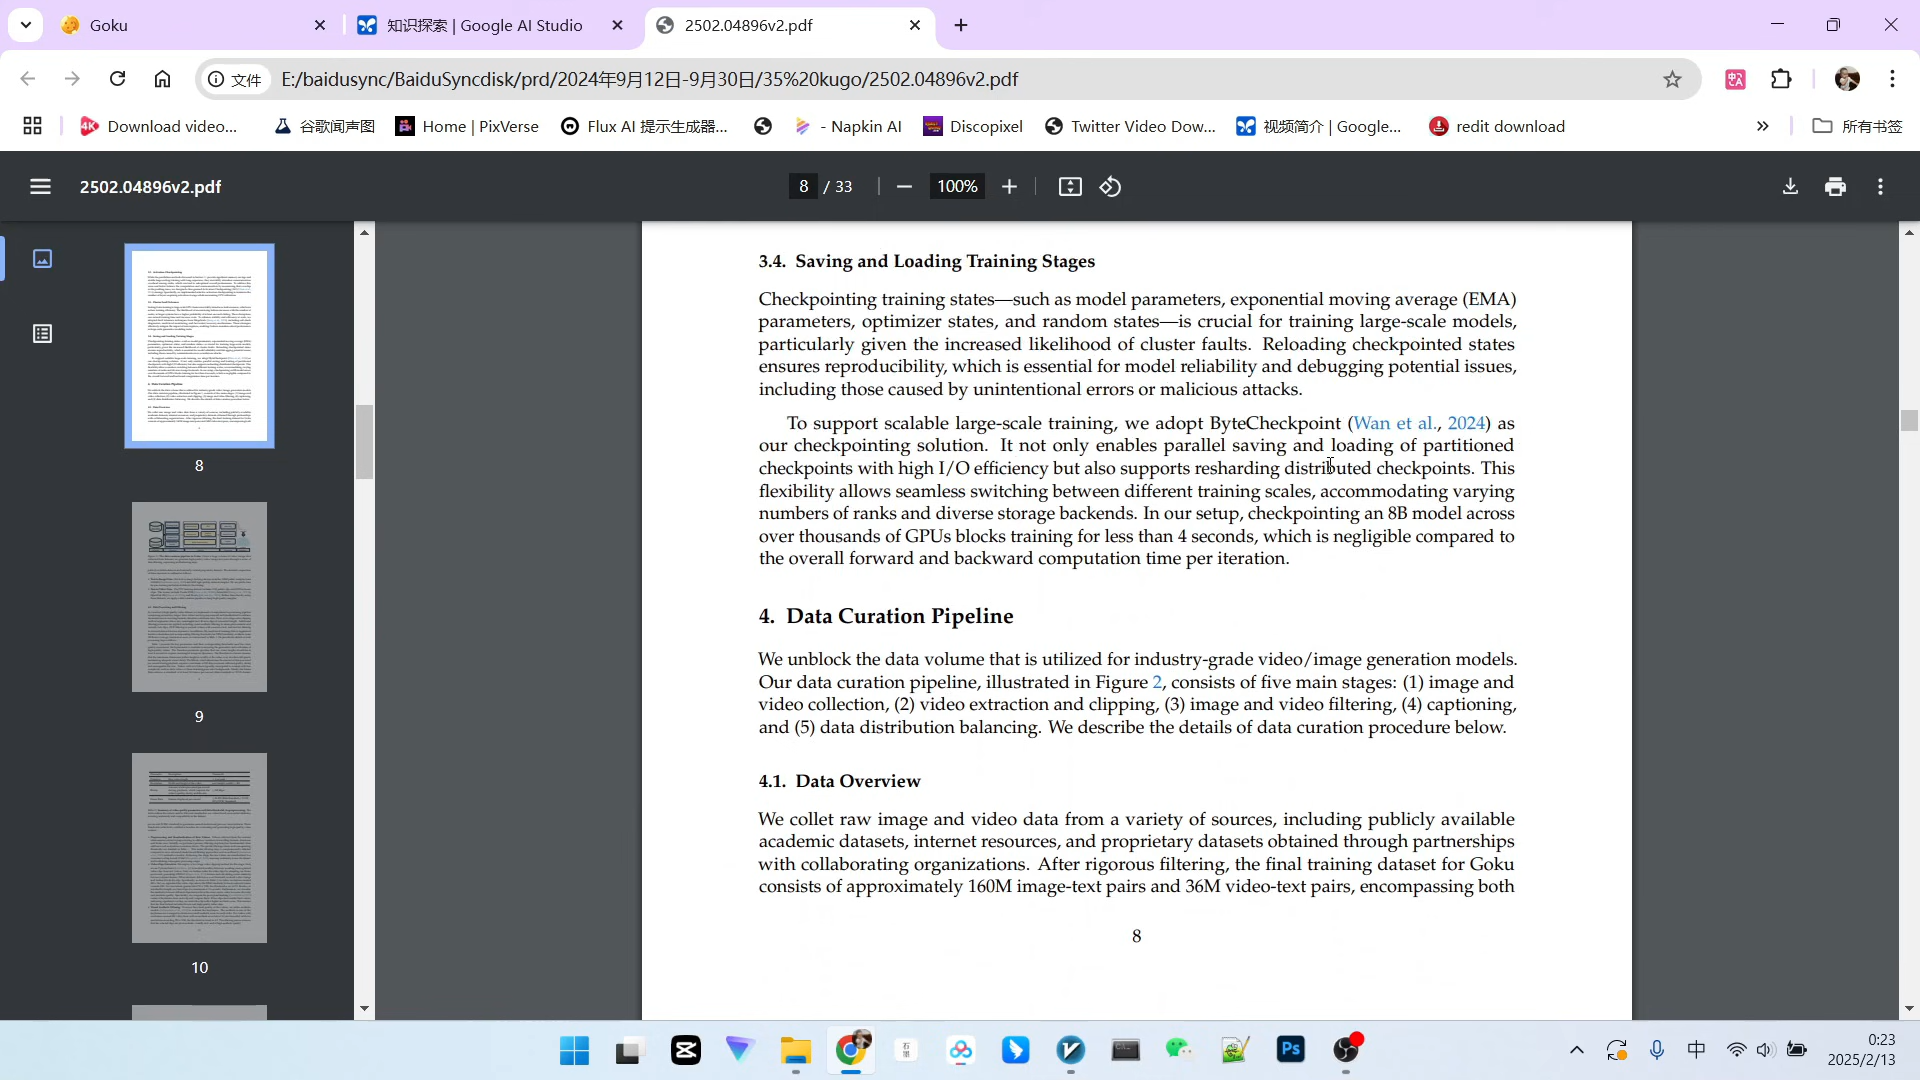 Goku
知识探索 | Google AI Studio
2502.04896v2.pdf
文件
E:/baidusync/BaiduSyncdisk/prd/2024年9月12日-9月30日/35%20kugo/2502.04896v2.pdf
Download video...
谷歌闻声图
Home | PixVerse
Flux AI 提示生成器...
- Napkin AI
Discopixel
Twitter Video Dow...
视频简介 | Google...
redit download
所有书签
2502.04896v2.pdf
8 / 33
100%
8
9
10
3.4. Saving and Loading Training Stages
Checkpointing training states—such as model parameters, exponential moving average (EMA)
parameters, optimizer states, and random states—is crucial for training large-scale models,
particularly given the increased likelihood of cluster faults. Reloading checkpointed states
ensures reproducibility, which is essential for model reliability and debugging potential issues,
including those caused by unintentional errors or malicious attacks.
To support scalable large-scale training, we adopt ByteCheckpoint (Wan et al., 2024) as
our checkpointing solution. It not only enables parallel saving and loading of partitioned
checkpoints with high I/O efficiency but also supports resharding distributed checkpoints. This
flexibility allows seamless switching between different training scales, accommodating varying
numbers of ranks and diverse storage backends. In our setup, checkpointing an 8B model across
over thousands of GPUs blocks training for less than 4 seconds, which is negligible compared to
the overall forward and backward computation time per iteration.
4. Data Curation Pipeline
We unblock the data volume that is utilized for industry-grade video/image generation models.
Our data curation pipeline, illustrated in Figure 2, consists of five main stages: (1) image and
video collection, (2) video extraction and clipping, (3) image and video filtering, (4) captioning,
and (5) data distribution balancing. We describe the details of data curation procedure below.
4.1. Data Overview
We collet raw image and video data from a variety of sources, including publicly available
academic datasets, internet resources, and proprietary datasets obtained through partnerships
with collaborating organizations. After rigorous filtering, the final training dataset for Goku
consists of approximately 160M image-text pairs and 36M video-text pairs, encompassing both
8
Ps
中
0:23
2025/2/13